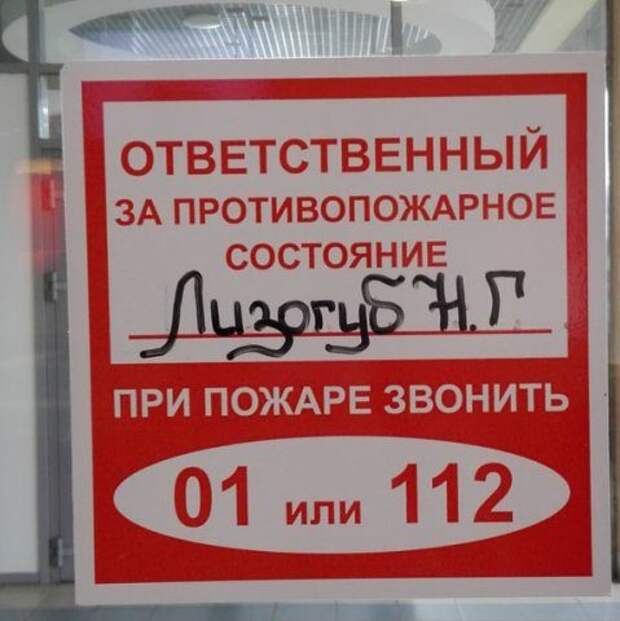 ОТВЕТСТВЕННЫЙ
ЗА ПРОТИВОПОЖАРНОЕ
СОСТОЯНИЕ
Лизогуб Н.Г
ПРИ ПОЖАРЕ ЗВОНИТЬ
01 или 112